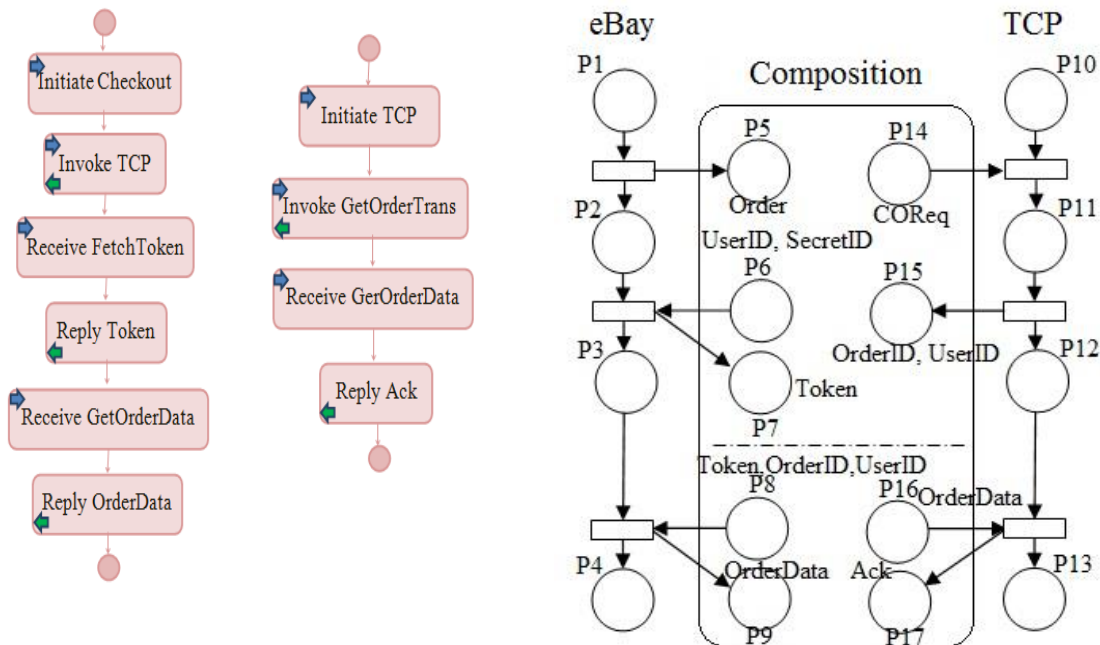 Initiate Checkout
Invoke TCP
Receive FetchToken
Reply Token
Receive GetOrderData
Reply OrderData
Initiate TCP
Invoke GetOrderTrans
Receive GerOrderData
Reply Ack
eBay
TCP
Composition
P1
P10
P5
P14
Order
COReq
P2
P11
UserID, SecretID
P6
P15
OrderID, UserID
P3
P12
Token
P7
Token,OrderID,UserID
P8
P16
OrderData
P4
OrderData
Ack
P13
P9
P17